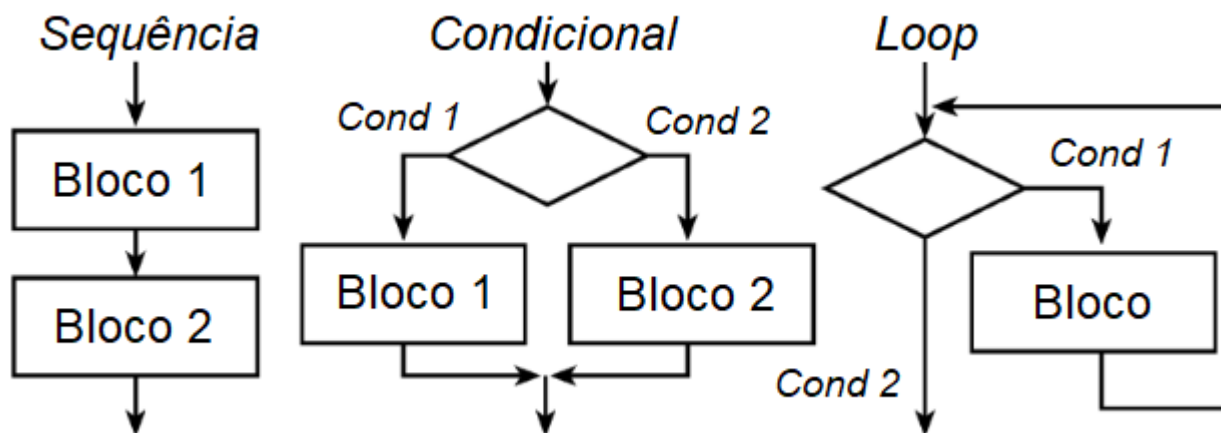 Sequência
Bloco 1
Bloco 2
Condicional
Cond 1
Cond 2
Bloco 1
Bloco 2
Loop
Cond 1
Bloco
Cond 2